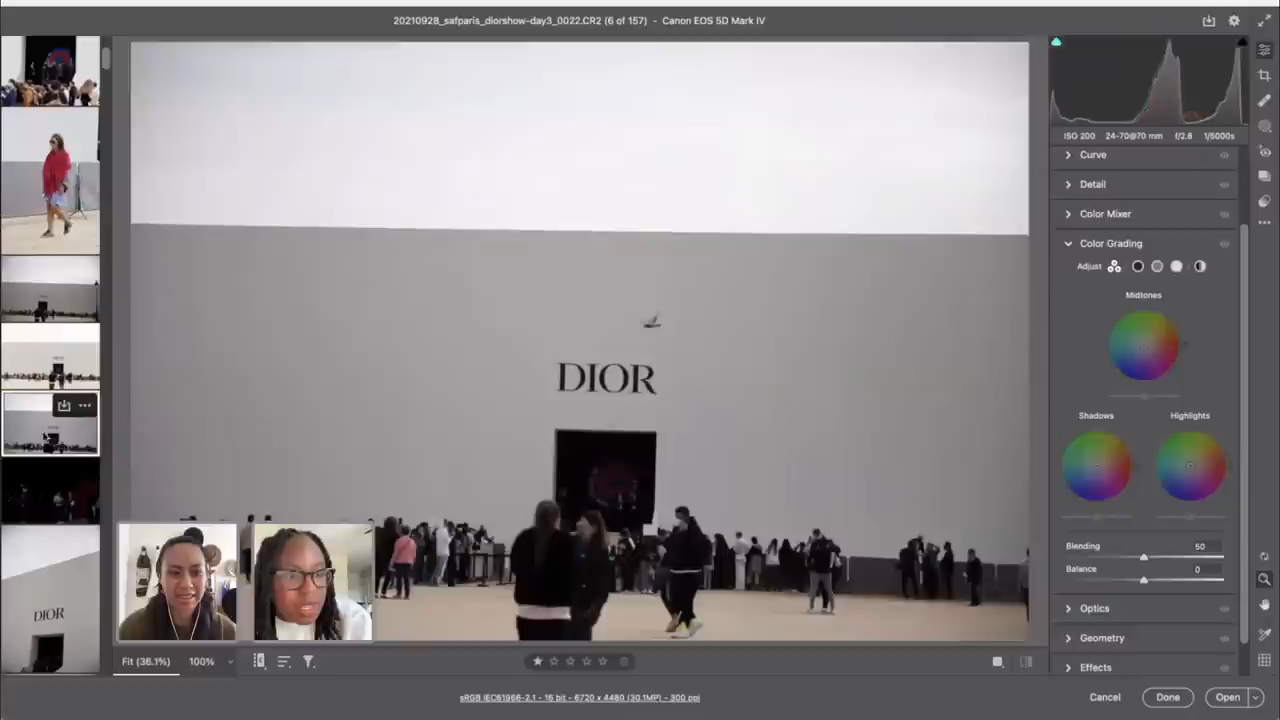 20210928_safparis_diorshow-day3_0022.CR2 (6 of 157) - Canon EOS 5D Mark IV
ISO 200 24-70@70 mm f/2.8 1/5000s
Curve
Detail
Color Mixer
Color Grading
Adjust
Midtones
Shadows Highlights
Blending 50
Balance 0
Optics
Geometry
Effects
DIOR
DIOR
Fit (36.1%) 100%
sRGB IEC61966-2.1 - 16 bit - 6720 x 4480 (30.1MP) - 300 ppi
Cancel Done Open